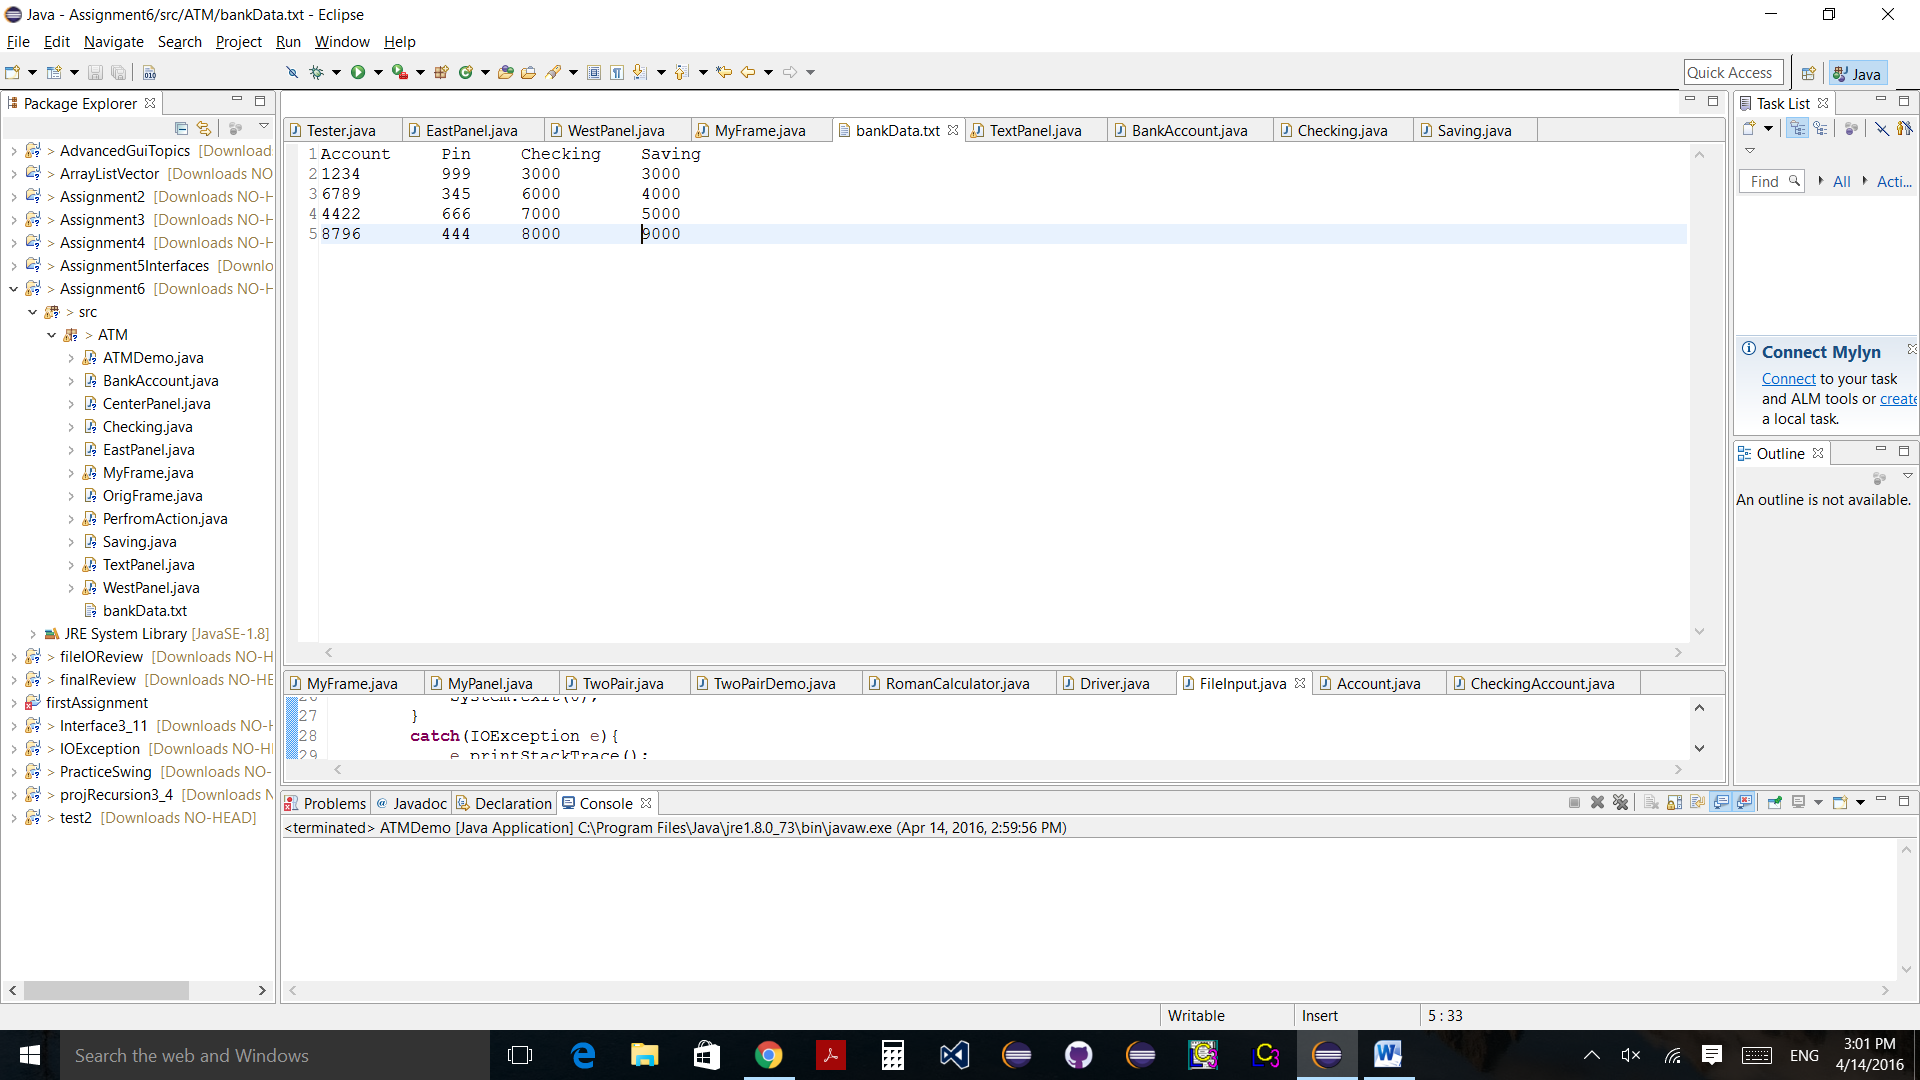 Java - Assignment6/src/ATM/bankData.txt - Eclipse
File Edit Navigate Search Project Run Window Help
Quick Access
Java
Package Explorer
> AdvancedGuiTopics [Download
> ArrayListVector [Downloads NO
> Assignment2 [Downloads NO-H
> Assignment3 [Downloads NO-H
> Assignment4 [Downloads NO-H
> Assignment5Interfaces [Downlo
> Assignment6 [Downloads NO-H
> src
> ATM
ATMDemo.java
BankAccount.java
CenterPanel.java
Checking.java
EastPanel.java
MyFrame.java
OrigFrame.java
PerfromAction.java
Saving.java
TextPanel.java
WestPanel.java
bankData.txt
JRE System Library [JavaSE-1.8]
> fileIOReview [Downloads NO-H
> finalReview [Downloads NO-HE
firstAssignment
> Interface3_11 [Downloads NO-H
> IOException [Downloads NO-HI
> PracticeSwing [Downloads NO-
> projRecursion3_4 [Downloads N
> test2 [Downloads NO-HEAD]
Tester.java EastPanel.java WestPanel.java MyFrame.java bankData.txt TextPanel.java BankAccount.java Checking.java Saving.java
1 Account Pin Checking Saving
2 1234 999 3000 3000
3 6789 345 6000 4000
4 4422 666 7000 5000
5 8796 444 8000 9000
MyFrame.java MyPanel.java TwoPair.java TwoPairDemo.java RomanCalculator.java Driver.java FileInput.java Account.java CheckingAccount.java
26 System.exit(0);
27 }
28 catch(IOException e){
29 e.printStackTrace();
Problems @ Javadoc Declaration Console
<terminated> ATMDemo [Java Application] C:\Program Files\Java\jre1.8.0_73\bin\javaw.exe (Apr 14, 2016, 2:59:56 PM)
Task List
Find All Acti...
Connect Mylyn
Connect to your task
and ALM tools or create
a local task.
Outline
An outline is not available.
Writable Insert 5 : 33
Search the web and Windows
ENG
3:01 PM
4/14/2016